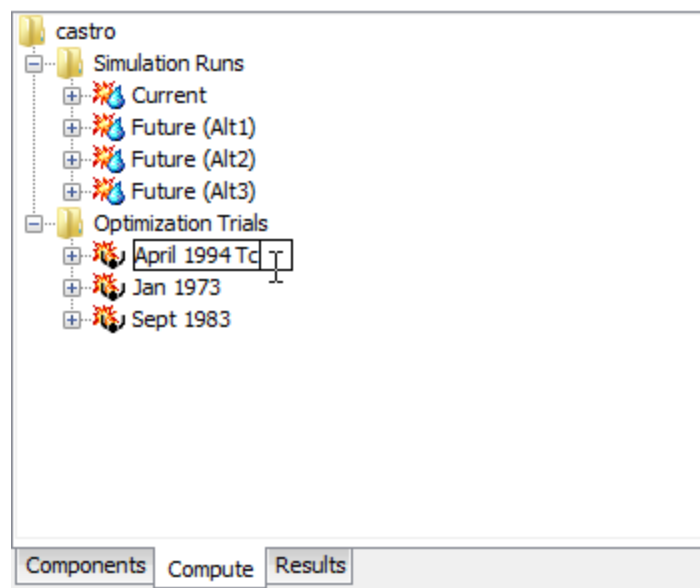 castro
Simulation Runs
Current
Future (Alt1)
Future (Alt2)
Future (Alt3)
Optimization Trials
April 1994 Tc
Jan 1973
Sept 1983
Components Compute Results